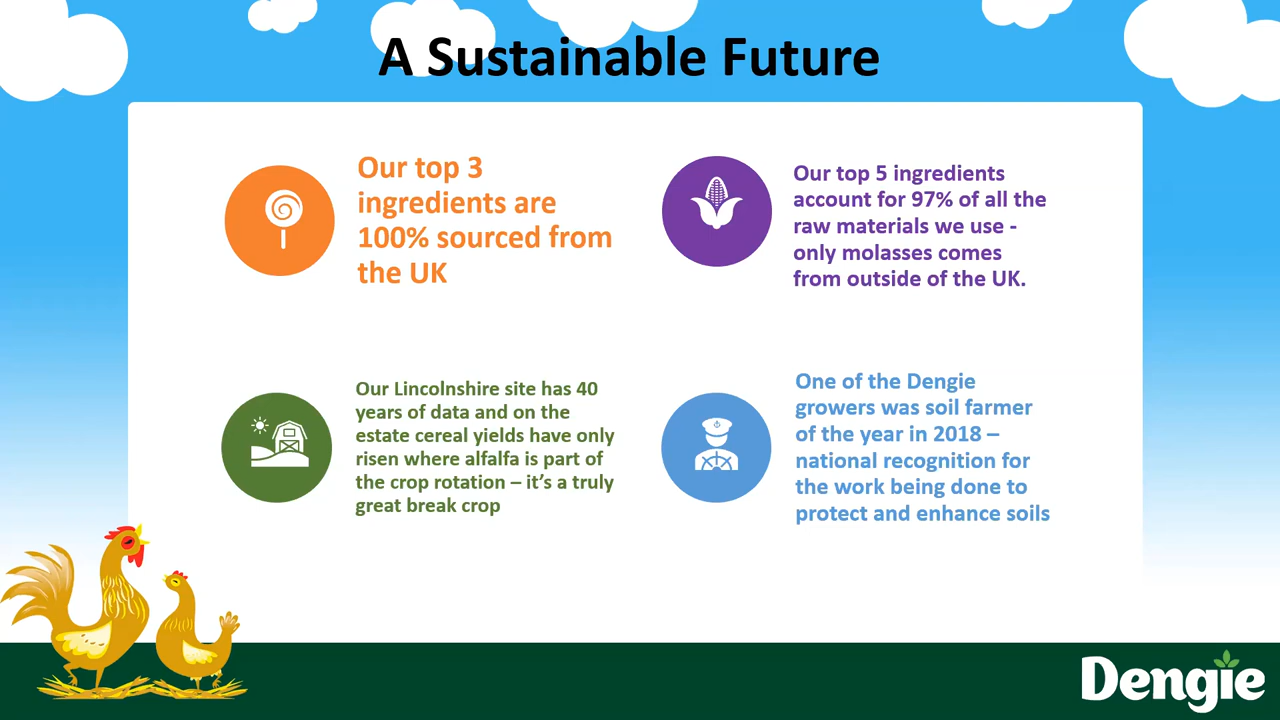 A Sustainable Future
Our top 3
ingredients are
100% sourced from
the UK
Our top 5 ingredients
account for 97% of all the
raw materials we use -
only molasses comes
from outside of the UK.
Our Lincolnshire site has 40
years of data and on the
estate cereal yields have only
risen where alfalfa is part of
the crop rotation – it’s a truly
great break crop
One of the Dengie
growers was soil farmer
of the year in 2018 –
national recognition for
the work being done to
protect and enhance soils
Dengie